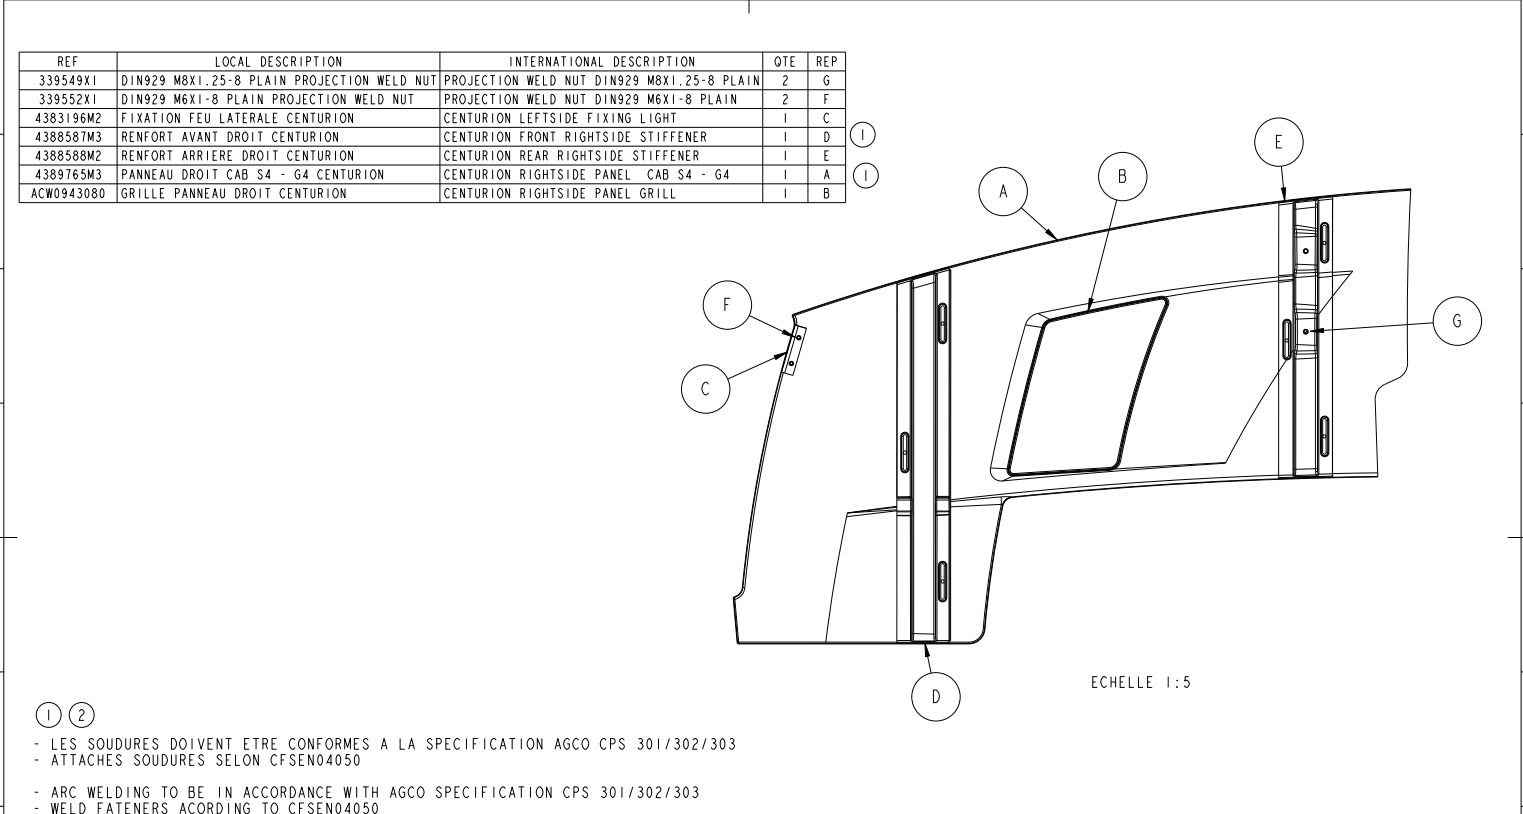 REF LOCAL DESCRIPTION INTERNATIONAL DESCRIPTION QTE REP
339549X1 DIN929 M8X1.25-8 PLAIN PROJECTION WELD NUT PROJECTION WELD NUT DIN929 M8X1.25-8 PLAIN 2 G
339552X1 DIN929 M6X1-8 PLAIN PROJECTION WELD NUT PROJECTION WELD NUT DIN929 M6X1-8 PLAIN 2 F
4383196M2 FIXATION FEU LATERALE CENTURION CENTURION LEFTSIDE FIXING LIGHT 1 C
4388587M3 RENFORT AVANT DROIT CENTURION CENTURION FRONT RIGHTSIDE STIFFENER 1 D 1
4388588M2 RENFORT ARRIERE DROIT CENTURION CENTURION REAR RIGHTSIDE STIFFENER 1 E
4389765M3 PANNEAU DROIT CAB S4 - G4 CENTURION CENTURION RIGHTSIDE PANEL CAB S4 - G4 1 A 1
ACW0943080 GRILLE PANNEAU DROIT CENTURION CENTURION RIGHTSIDE PANEL GRILL 1 B
E
B
A
F
G
C
D
ECHELLE 1:5
1 2
- LES SOUDURES DOIVENT ETRE CONFORMES A LA SPECIFICATION AGCO CPS 301/302/303
- ATTACHES SOUDURES SELON CFSEN04050
- ARC WELDING TO BE IN ACCORDANCE WITH AGCO SPECIFICATION CPS 301/302/303
- WELD FATENERS ACORDING TO CFSEN04050